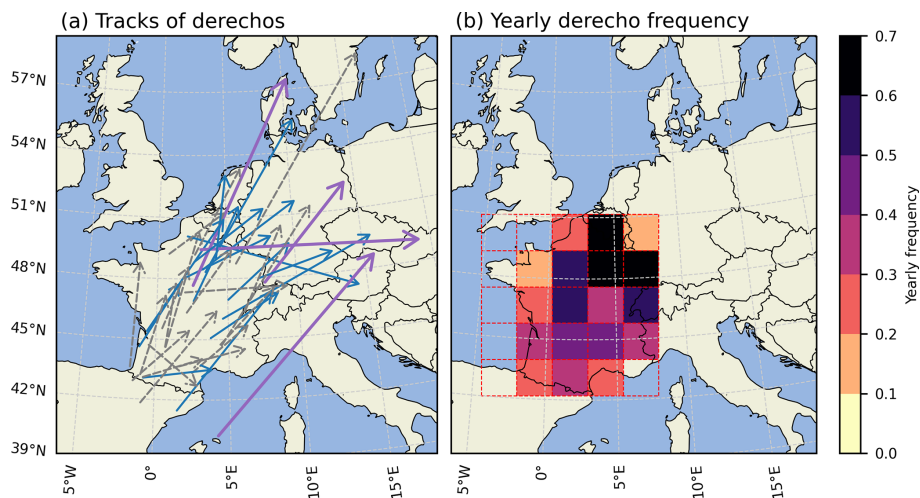 (a) Tracks of derechos
(b) Yearly derecho frequency
57°N
54°N
51°N
48°N
45°N
42°N
39°N
5°W
0°
5°E
10°E
15°E
5°W
0°
5°E
10°E
15°E
0.7
0.6
0.5
0.4
0.3
0.2
0.1
0.0
Yearly frequency